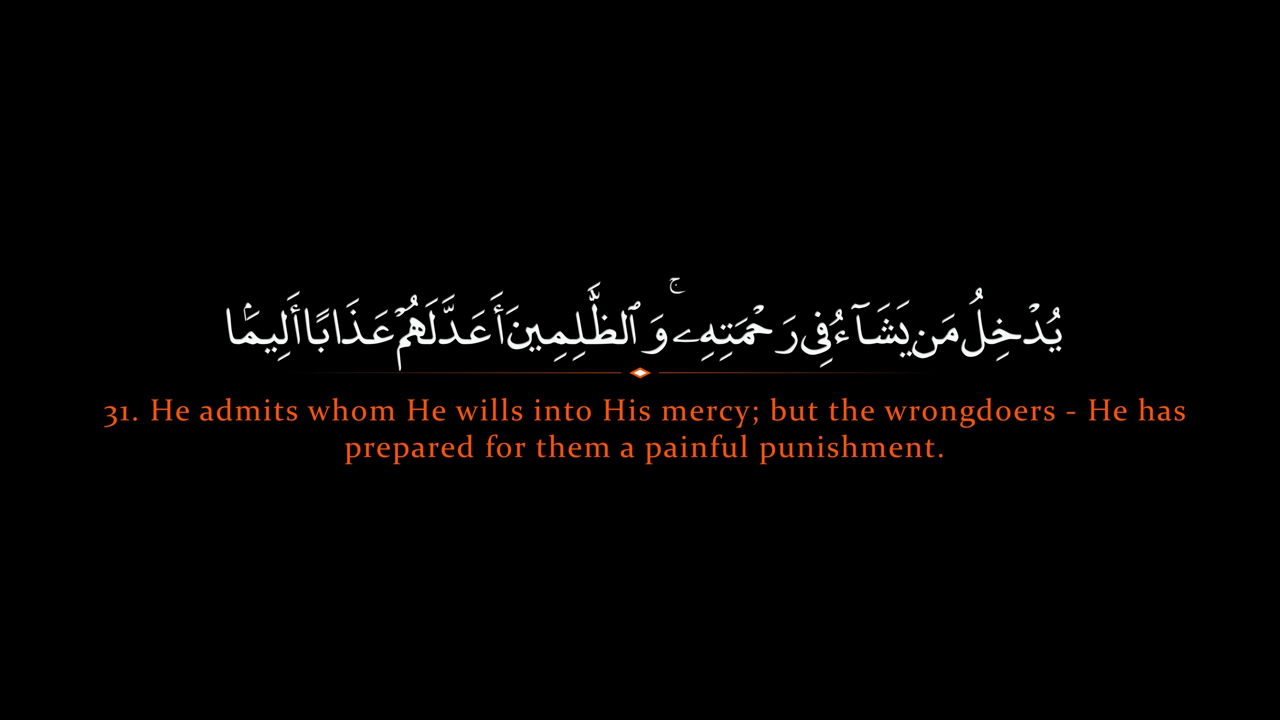 يُدْخِلُ مَن يَشَآءُ فِى رَحْمَتِهِۦ ۚ وَٱلظَّٰلِمِينَ أَعَدَّ لَهُمْ عَذَابًا أَلِيمًۢا
31. He admits whom He wills into His mercy; but the wrongdoers - He has
prepared for them a painful punishment.